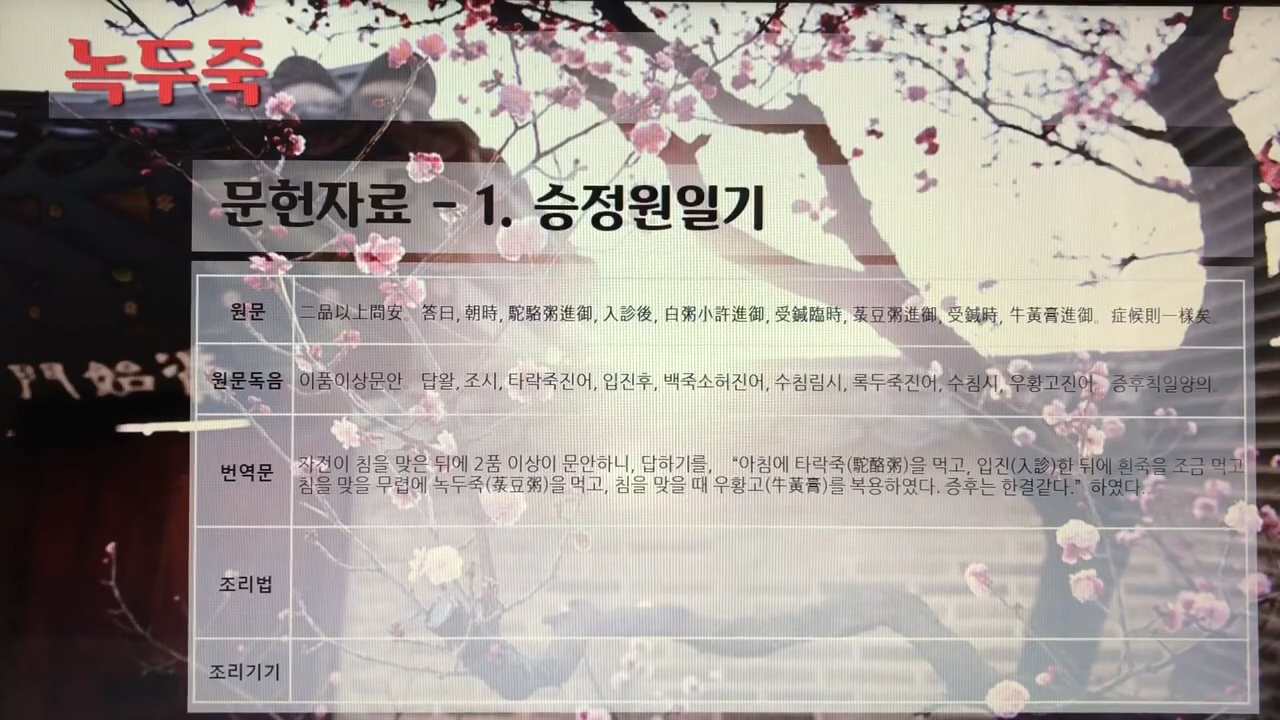 녹두죽
문헌자료 - 1. 승정원일기
원문
二品以上問安。答曰, 朝時, 駝駱粥進御, 入診後, 白粥小許進御, 受鍼臨時, 菉豆粥進御, 受鍼時, 牛黃膏進御。症候則一樣矣。
원문독음
이품이상문안。답왈, 조시, 타락죽진어, 입진후, 백죽소허진어, 수침림시, 록두죽진어, 수침시, 우황고진어。증후칙일양의。
번역문
자전이 침을 맞은 뒤에 2품 이상이 문안하니, 답하기를, “아침에 타락죽(駝酪粥)을 먹고, 입진(入診)한 뒤에 흰죽을 조금 먹고
침을 맞을 무렵에 녹두죽(菉豆粥)을 먹고, 침을 맞을 때 우황고(牛黃膏)를 복용하였다. 증후는 한결같다.” 하였다.
조리법
조리기기